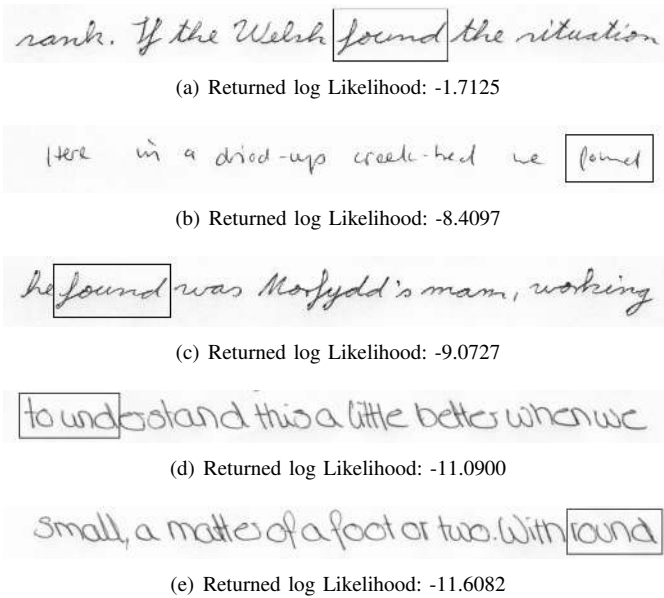 rank. If the Welsh found the situation
(a) Returned log Likelihood: -1.7125
Here in a dried-up creek-bed we found
(b) Returned log Likelihood: -8.4097
he found was Morfydd's mam, working
(c) Returned log Likelihood: -9.0727
to understand this a little better when we
(d) Returned log Likelihood: -11.0900
small, a matter of a foot or two. With round
(e) Returned log Likelihood: -11.6082